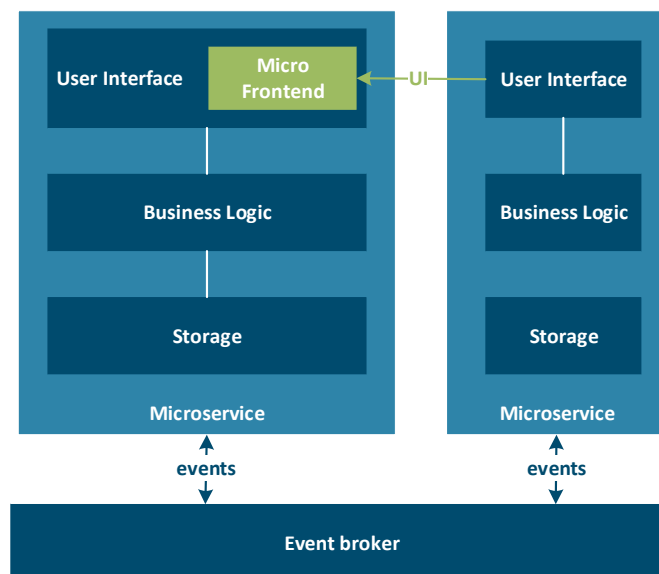 User Interface
Micro
Frontend
UI
User Interface
Business Logic
Business Logic
Storage
Storage
Microservice
Microservice
events
events
Event broker